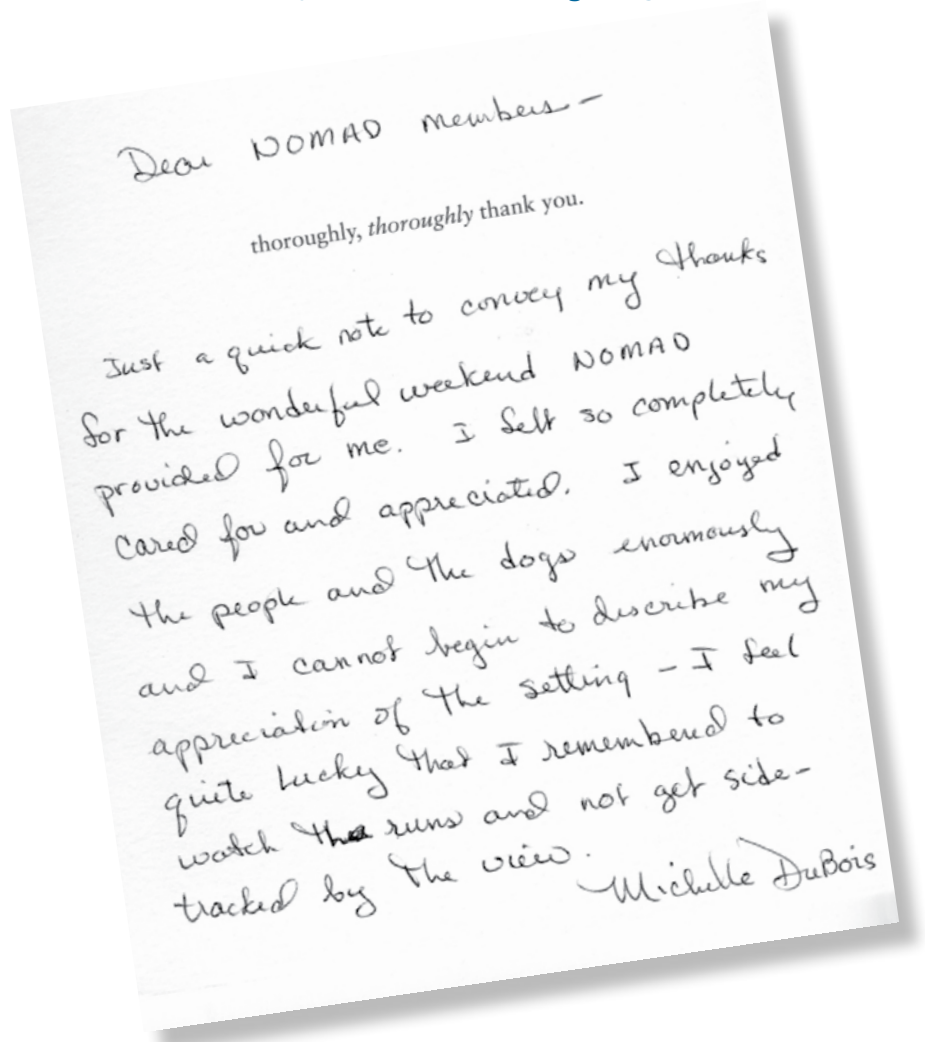 Dear NOMAD Members-
thoroughly, thoroughly thank you.
Just a quick note to convey my thanks
for the wonderful weekend NOMAD
provided for me. I felt so completely
cared for and appreciated. I enjoyed
the people and the dogs enormously
and I cannot begin to describe my
appreciation of the setting - I feel
quite lucky that I remembered to
watch the runs and not get side-
tracked by the view.
Michelle DuBois